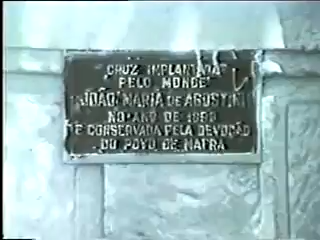 CRUZ IMPLANTADA
PELO MONGE
JOÃO MARIA DE AGOSTINI
NO ANO DE
E CONSERVADA PELA DEVOÇÃO
DO POVO DE MAFRA